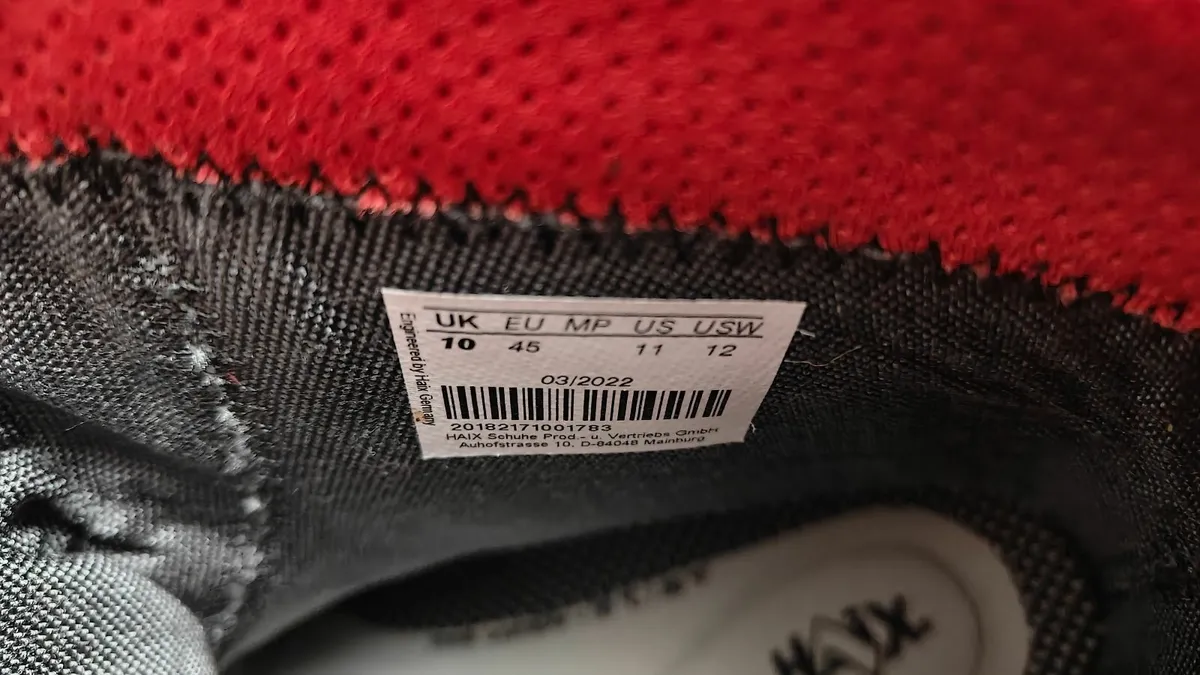 UK EU MP US USW
10 45 11 12
03/2022
20182171001783
HAIX Schuhe Prod.- u. Vertriebs GmbH
Auhofstrasse 10, D-84048 Mainburg
Engineered by Haix Germany
HAIX